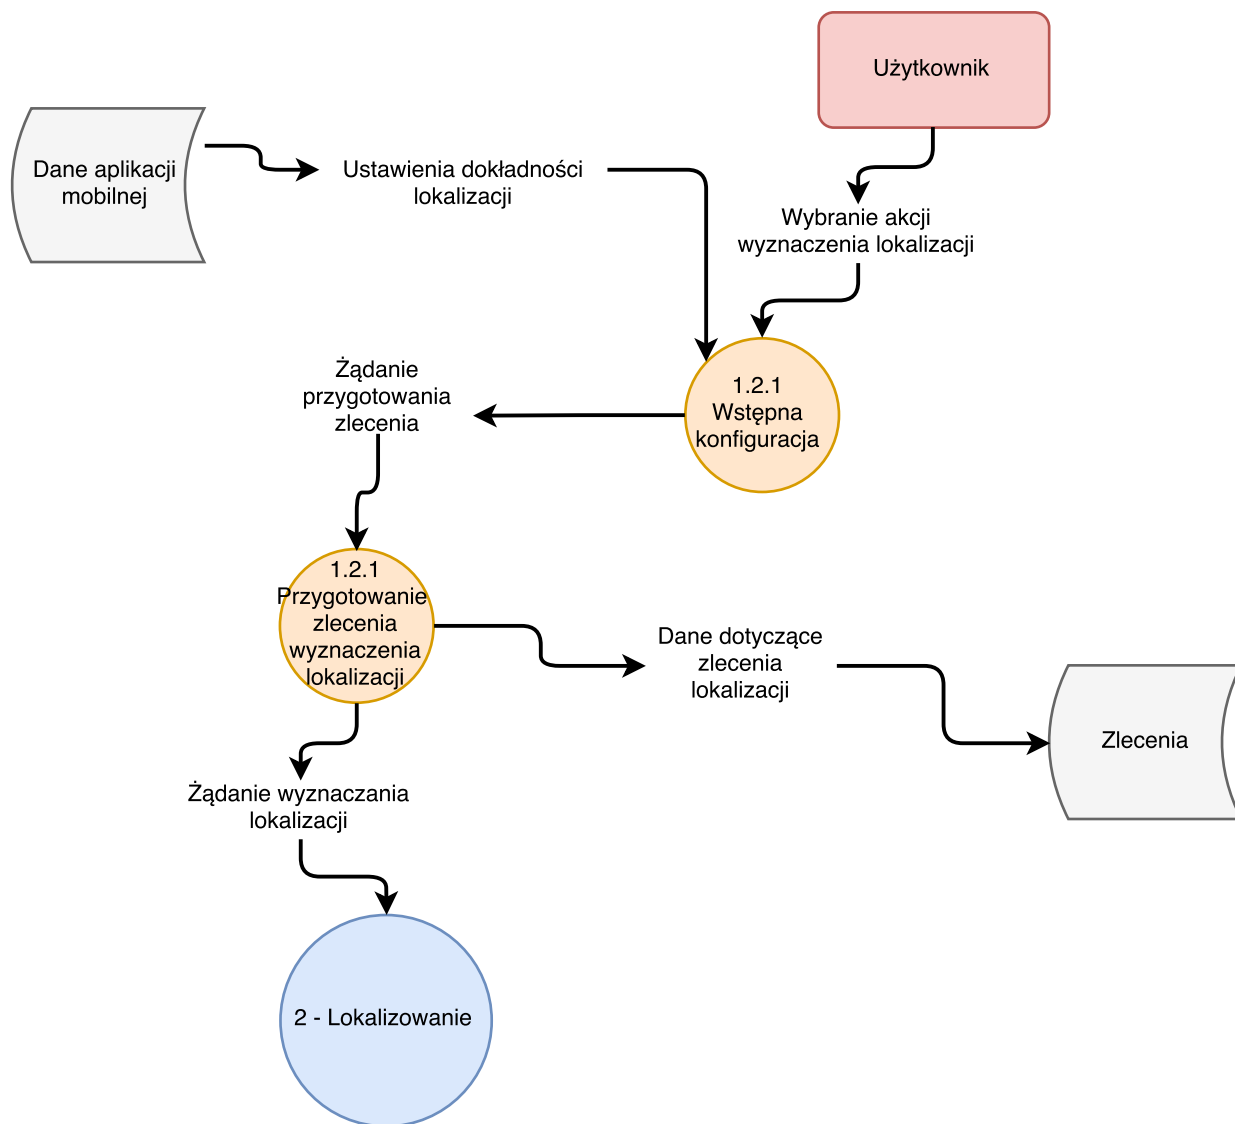 Użytkownik
Dane aplikacji
mobilnej
Ustawienia dokładności
lokalizacji
Wybranie akcji
wyznaczenia lokalizacji
Żądanie
przygotowania
zlecenia
1.2.1
Wstępna
konfiguracja
1.2.1
Przygotowanie
zlecenia
wyznaczenia
lokalizacji
Dane dotyczące
zlecenia
lokalizacji
Zlecenia
Żądanie wyznaczania
lokalizacji
2 - Lokalizowanie